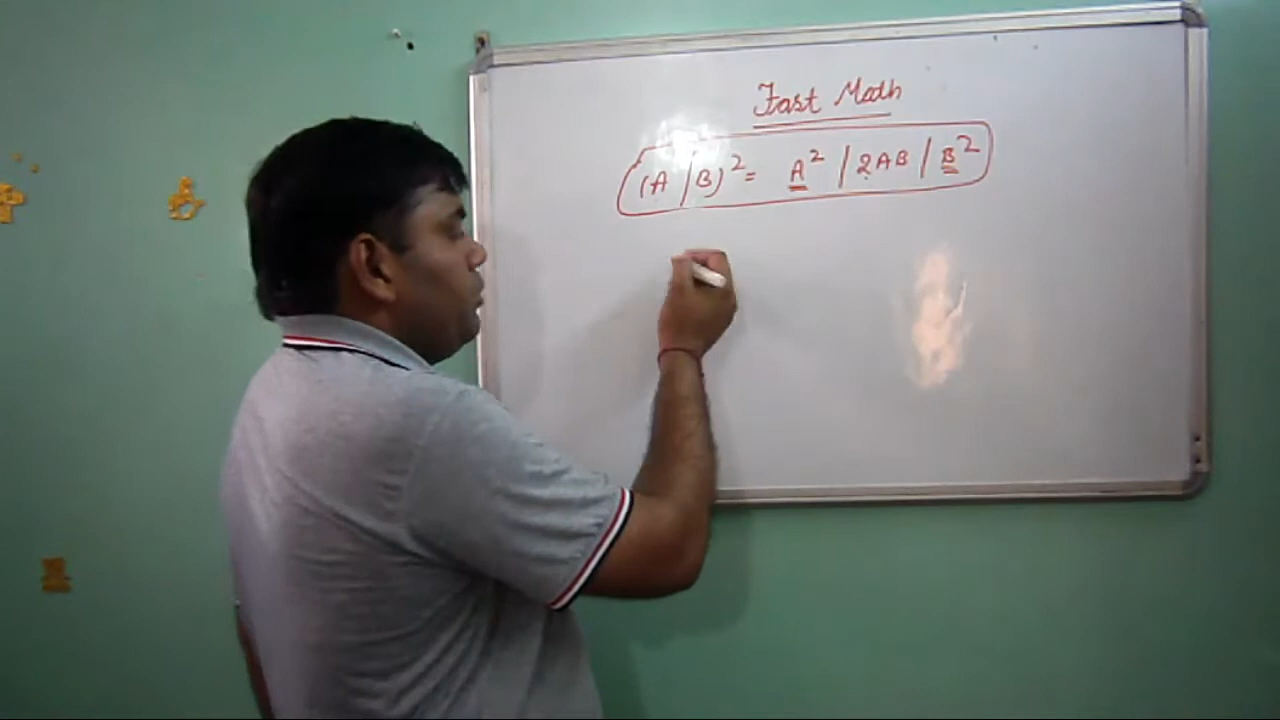 Fast Math
(A / B)² = A² / 2AB / B²